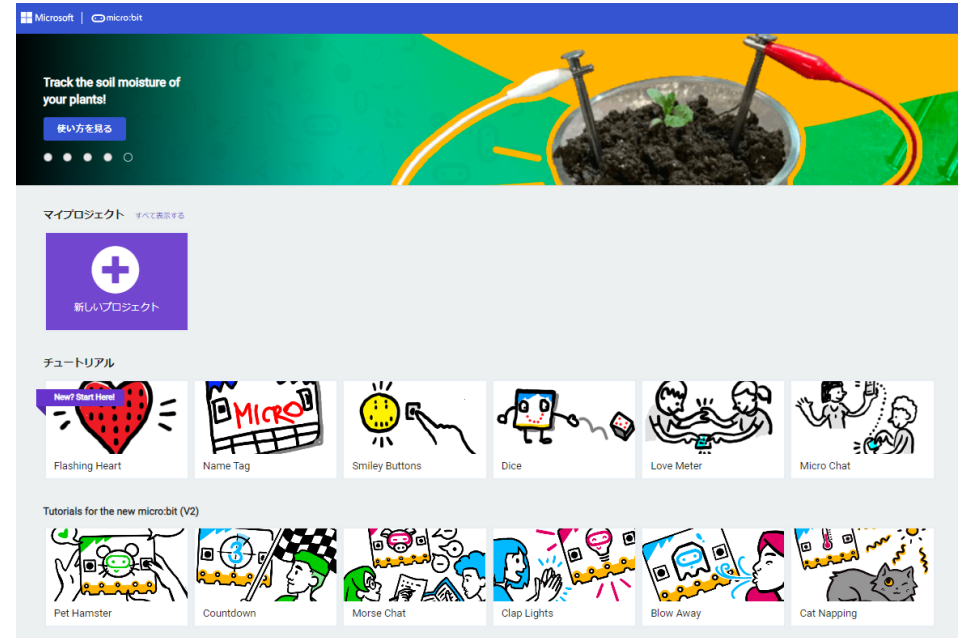 Microsoft | micro:bit
Track the soil moisture of
your plants!
使い方を見る
マイプロジェクト すべて表示する
新しいプロジェクト
チュートリアル
New? Start Here!
MICRO
Flashing Heart Name Tag Smiley Buttons Dice Love Meter Micro Chat
Tutorials for the new micro:bit (V2)
3
Pet Hamster Countdown Morse Chat Clap Lights Blow Away Cat Napping